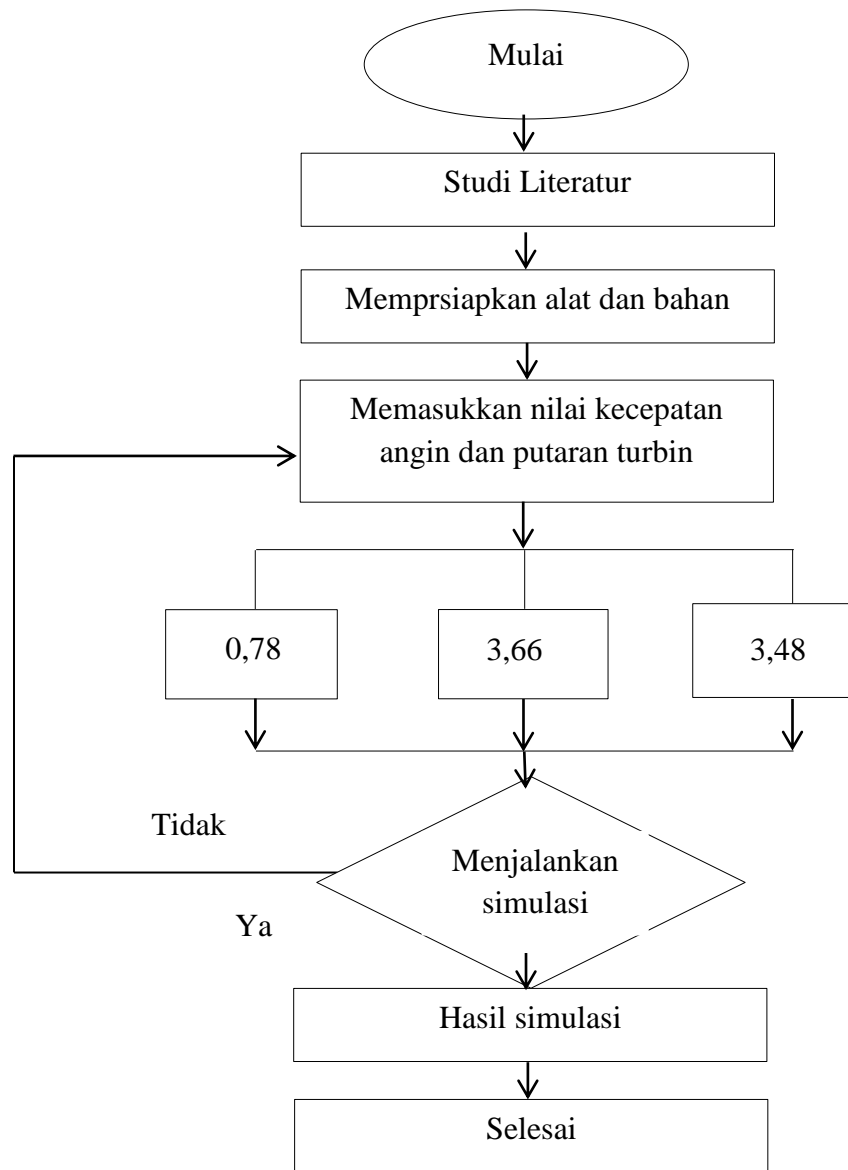 Mulai
Studi Literatur
Memprsiapkan alat dan bahan
Memasukkan nilai kecepatan
angin dan putaran turbin
0,78
3,66
3,48
Tidak
Menjalankan
simulasi
Ya
Hasil simulasi
Selesai